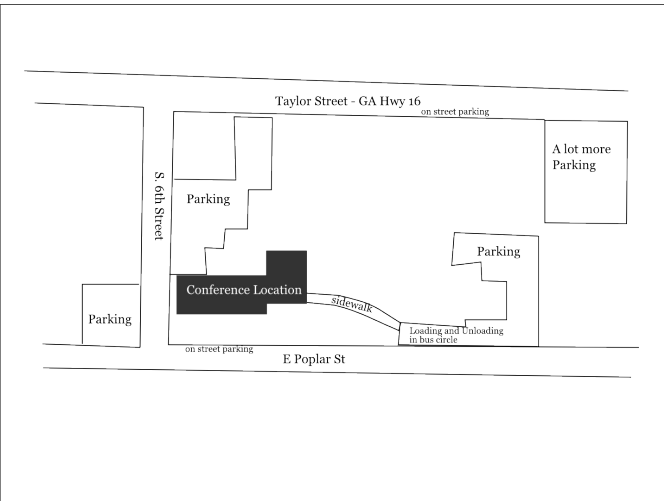 Taylor Street - GA Hwy 16
on street parking
A lot more
Parking
S. 6th Street
Parking
Parking
Conference Location
sidewalk
Parking
Loading and Unloading
in bus circle
on street parking
E Poplar St